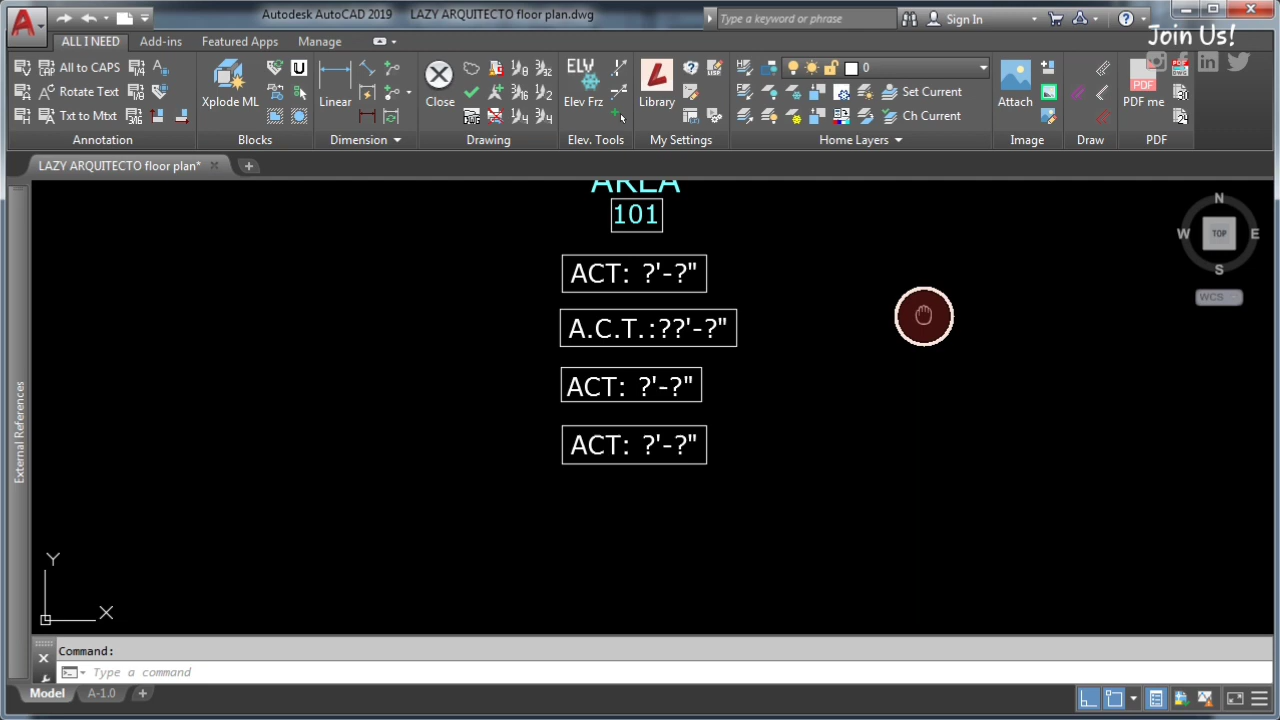 Autodesk AutoCAD 2019 LAZY ARQUITECTO floor plan.dwg
Type a keyword or phrase
Sign In
Join Us!
ALL I NEED Add-ins Featured Apps Manage
All to CAPS
Rotate Text
Txt to Mtxt
Annotation
Xplode ML
Blocks
Linear
Dimension
Close
Drawing
ELV
Elev Frz
Elev. Tools
Library
My Settings
0
Set Current
Ch Current
Home Layers
Attach
Image
Draw
PDF
PDF me
PDF
LAZY ARQUITECTO floor plan*
External References
AREA
101
ACT: ?'-?"
A.C.T.:??'-?"
ACT: ?'-?"
ACT: ?'-?"
N
W TOP E
S
WCS
Y
X
Command:
Type a command
Model A-1.0